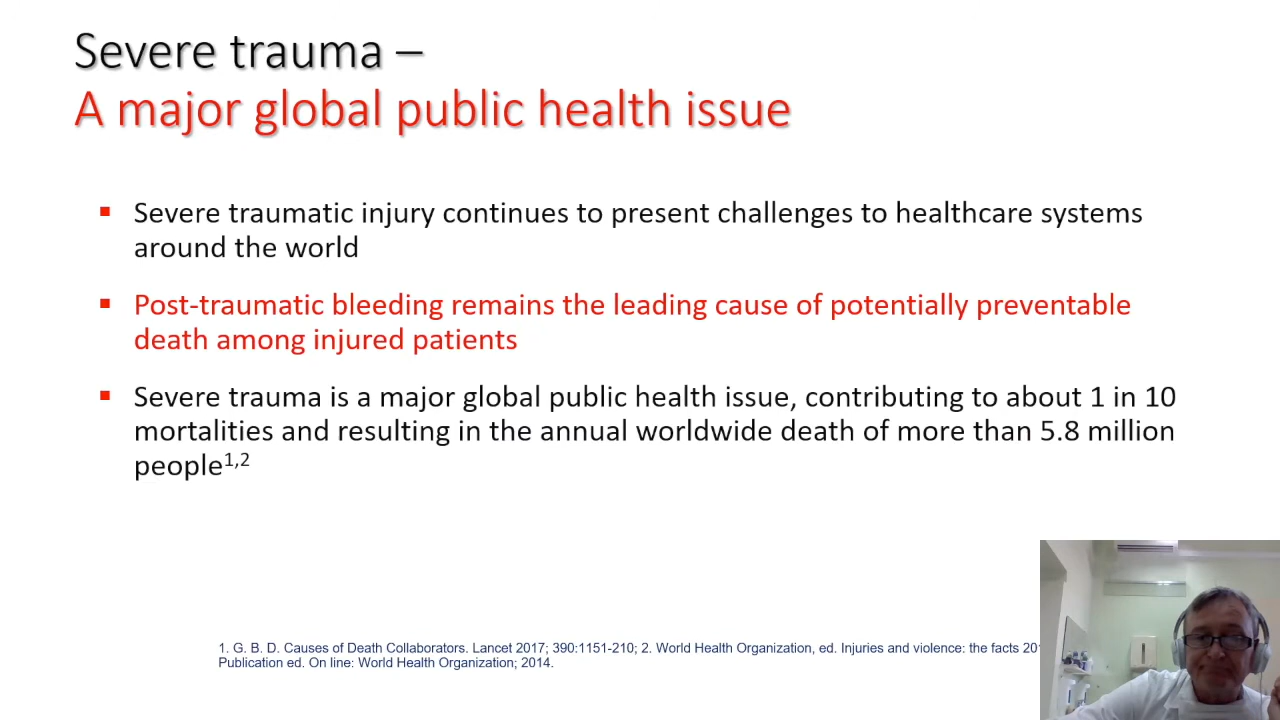 Severe trauma –
A major global public health issue
▪ Severe traumatic injury continues to present challenges to healthcare systems
around the world
▪ Post-traumatic bleeding remains the leading cause of potentially preventable
death among injured patients
▪ Severe trauma is a major global public health issue, contributing to about 1 in 10
mortalities and resulting in the annual worldwide death of more than 5.8 million
people1,2
1. G. B. D. Causes of Death Collaborators. Lancet 2017; 390:1151-210; 2. World Health Organization, ed. Injuries and violence: the facts
Publication ed. On line: World Health Organization; 2014.